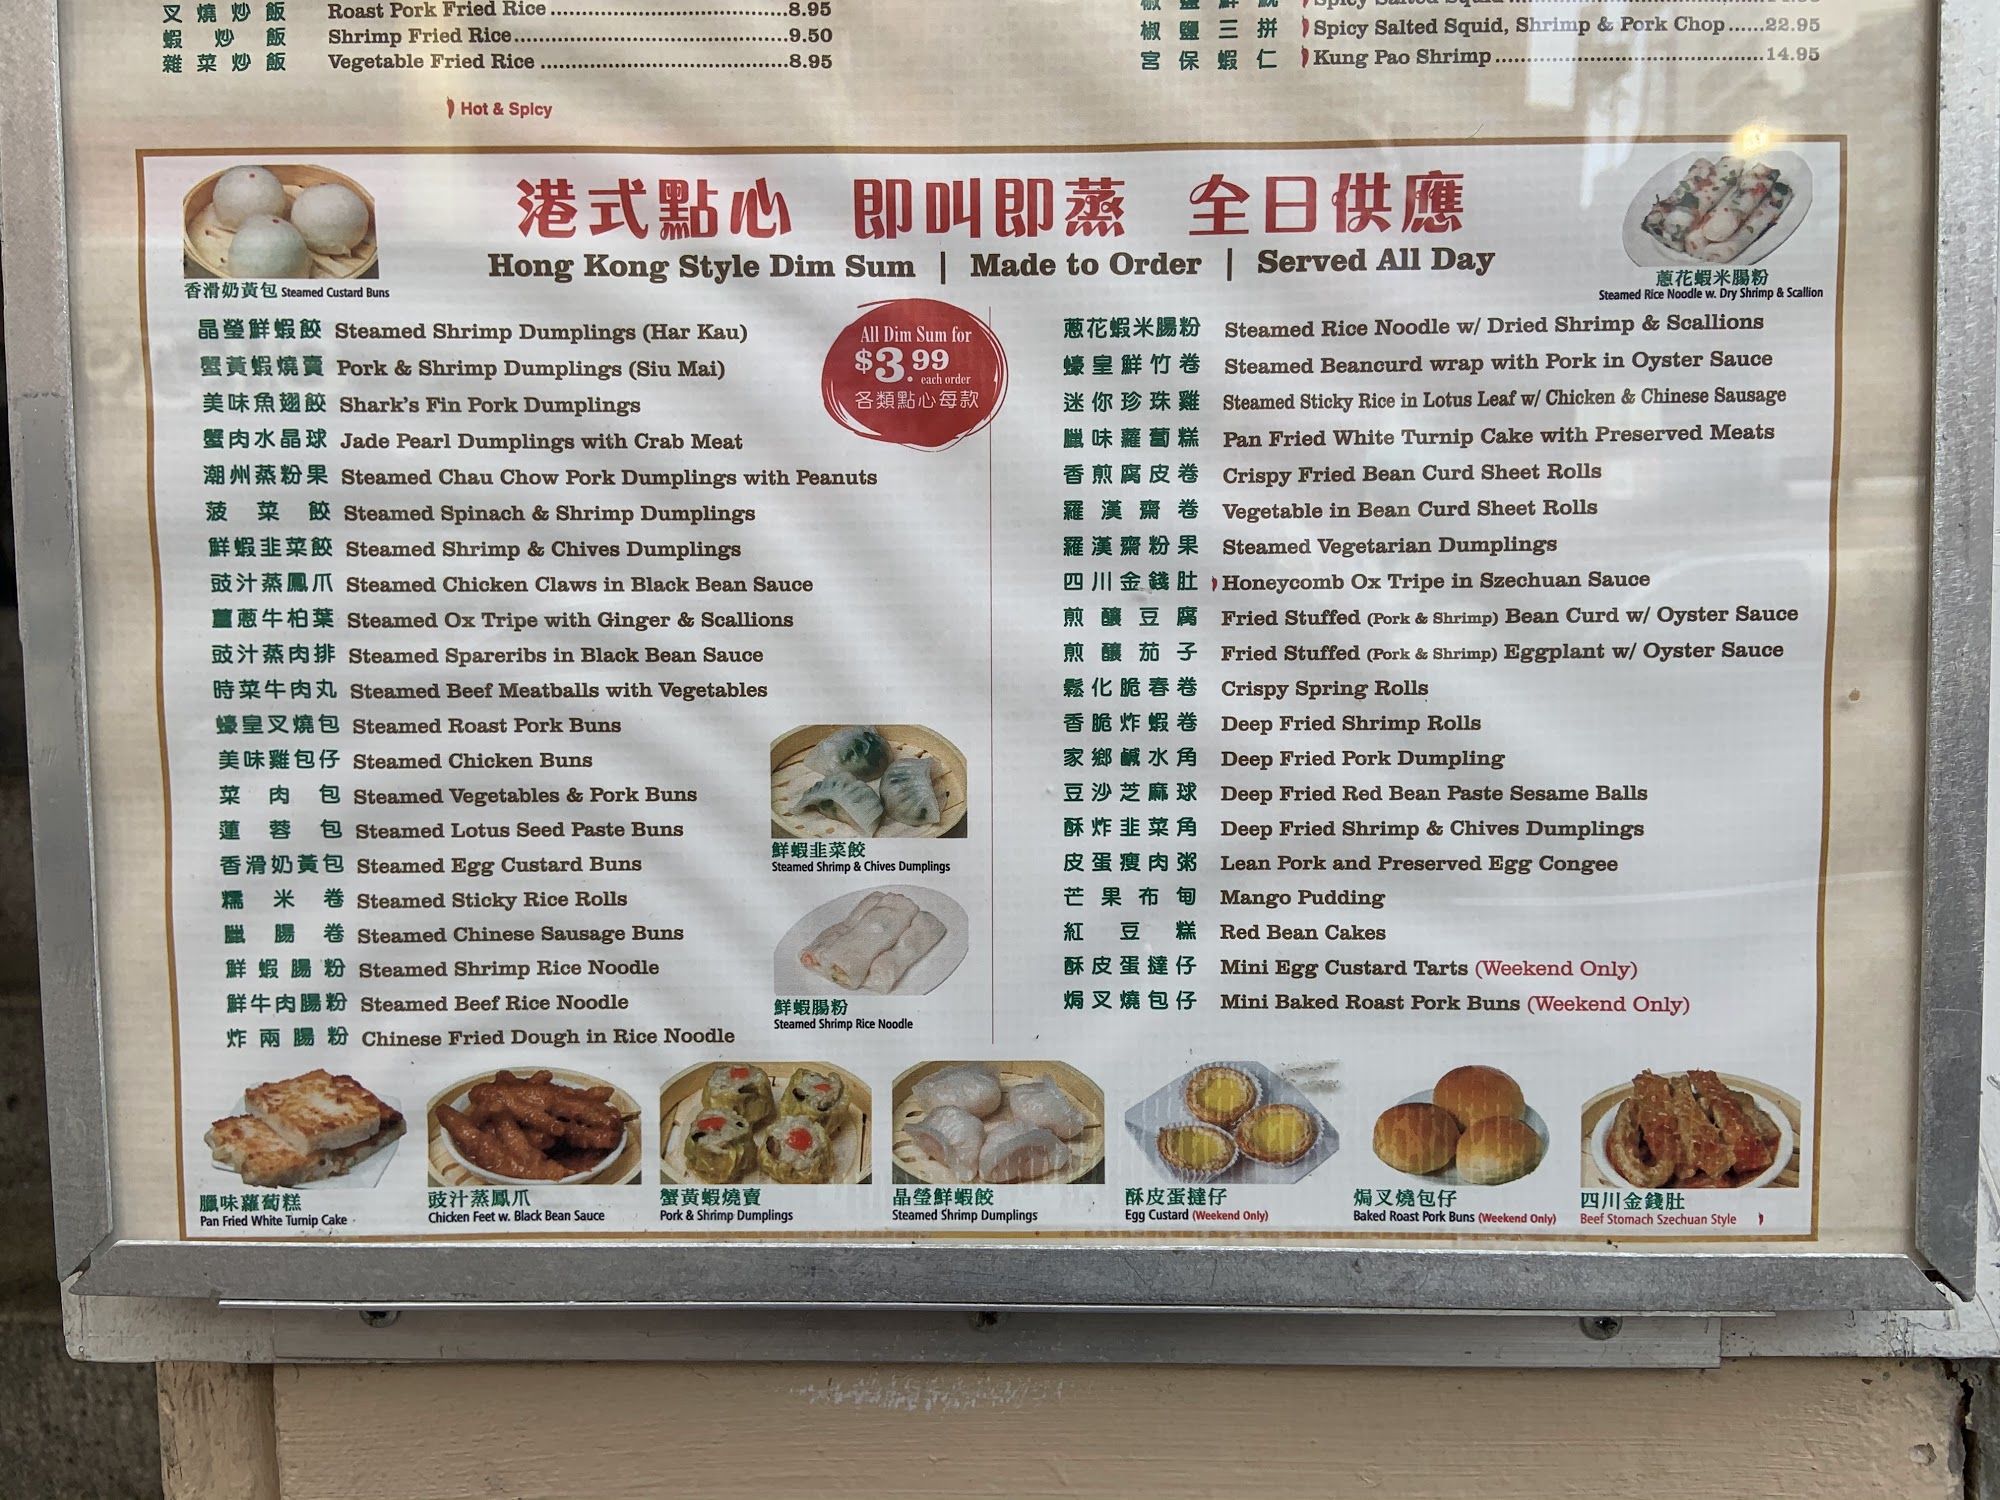 叉燒炒飯 Roast Pork Fried Rice 8.95
蝦炒飯 Shrimp Fried Rice 9.50
雜菜炒飯 Vegetable Fried Rice 8.95
Hot & Spicy
椒鹽三拼 Spicy Salted Squid, Shrimp & Pork Chop 22.95
宮保蝦仁 Kung Pao Shrimp 14.95
港式點心 即叫即蒸 全日供應
Hong Kong Style Dim Sum | Made to Order | Served All Day
香滑奶黃包 Steamed Custard Buns
蔥花蝦米腸粉
Steamed Rice Noodle w. Dry Shrimp & Scallion
All Dim Sum for
$3.99
each order
各類點心每款
晶瑩鮮蝦餃 Steamed Shrimp Dumplings (Har Kau)
蟹黃蝦燒賣 Pork & Shrimp Dumplings (Siu Mai)
美味魚翅餃 Shark's Fin Pork Dumplings
蟹肉水晶球 Jade Pearl Dumplings with Crab Meat
潮州蒸粉果 Steamed Chau Chow Pork Dumplings with Peanuts
菠菜餃 Steamed Spinach & Shrimp Dumplings
鮮蝦韭菜餃 Steamed Shrimp & Chives Dumplings
豉汁蒸鳳爪 Steamed Chicken Claws in Black Bean Sauce
薑蔥牛柏葉 Steamed Ox Tripe with Ginger & Scallions
豉汁蒸肉排 Steamed Spareribs in Black Bean Sauce
時菜牛肉丸 Steamed Beef Meatballs with Vegetables
蠔皇叉燒包 Steamed Roast Pork Buns
美味雞包仔 Steamed Chicken Buns
菜肉包 Steamed Vegetables & Pork Buns
蓮蓉包 Steamed Lotus Seed Paste Buns
香滑奶黃包 Steamed Egg Custard Buns
糯米卷 Steamed Sticky Rice Rolls
臘腸卷 Steamed Chinese Sausage Buns
鮮蝦腸粉 Steamed Shrimp Rice Noodle
鮮牛肉腸粉 Steamed Beef Rice Noodle
炸兩腸粉 Chinese Fried Dough in Rice Noodle
鮮蝦韭菜餃
Steamed Shrimp & Chives Dumplings
鮮蝦腸粉
Steamed Shrimp Rice Noodle
蔥花蝦米腸粉 Steamed Rice Noodle w/ Dried Shrimp & Scallions
蠔皇鮮竹卷 Steamed Beancurd wrap with Pork in Oyster Sauce
迷你珍珠雞 Steamed Sticky Rice in Lotus Leaf w/ Chicken & Chinese Sausage
臘味蘿蔔糕 Pan Fried White Turnip Cake with Preserved Meats
香煎腐皮卷 Crispy Fried Bean Curd Sheet Rolls
羅漢齋卷 Vegetable in Bean Curd Sheet Rolls
羅漢齋粉果 Steamed Vegetarian Dumplings
四川金錢肚 Honeycomb Ox Tripe in Szechuan Sauce
煎釀豆腐 Fried Stuffed (Pork & Shrimp) Bean Curd w/ Oyster Sauce
煎釀茄子 Fried Stuffed (Pork & Shrimp) Eggplant w/ Oyster Sauce
鬆化脆春卷 Crispy Spring Rolls
香脆炸蝦卷 Deep Fried Shrimp Rolls
家鄉鹹水角 Deep Fried Pork Dumpling
豆沙芝麻球 Deep Fried Red Bean Paste Sesame Balls
酥炸韭菜角 Deep Fried Shrimp & Chives Dumplings
皮蛋瘦肉粥 Lean Pork and Preserved Egg Congee
芒果布甸 Mango Pudding
紅豆糕 Red Bean Cakes
酥皮蛋撻仔 Mini Egg Custard Tarts (Weekend Only)
焗叉燒包仔 Mini Baked Roast Pork Buns (Weekend Only)
臘味蘿蔔糕
Pan Fried White Turnip Cake
豉汁蒸鳳爪
Chicken Feet w. Black Bean Sauce
蟹黃蝦燒賣
Pork & Shrimp Dumplings
晶瑩鮮蝦餃
Steamed Shrimp Dumplings
酥皮蛋撻仔
Egg Custard (Weekend Only)
焗叉燒包仔
Baked Roast Pork Buns (Weekend Only)
四川金錢肚
Beef Stomach Szechuan Style